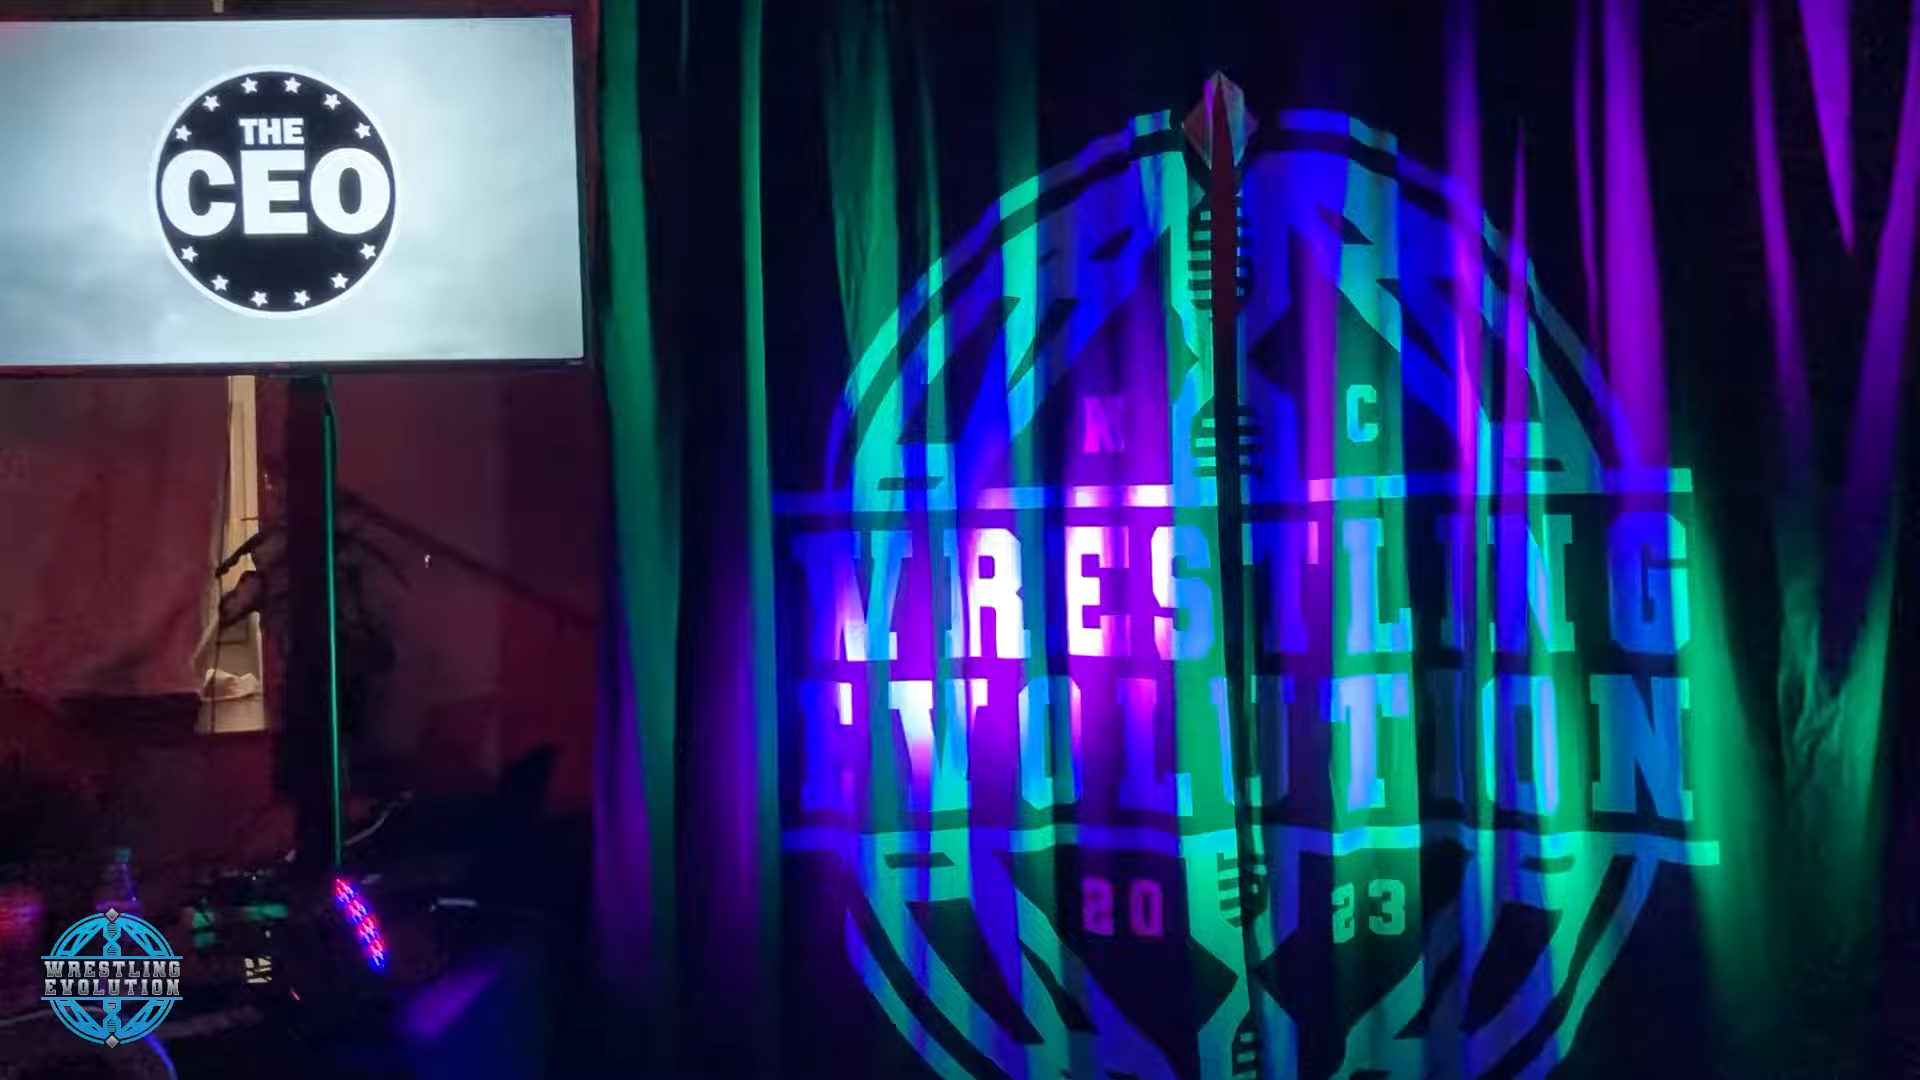 THE
CEO
N C
WRESTLING
EVOLUTION
20 23
WRESTLING
EVOLUTION